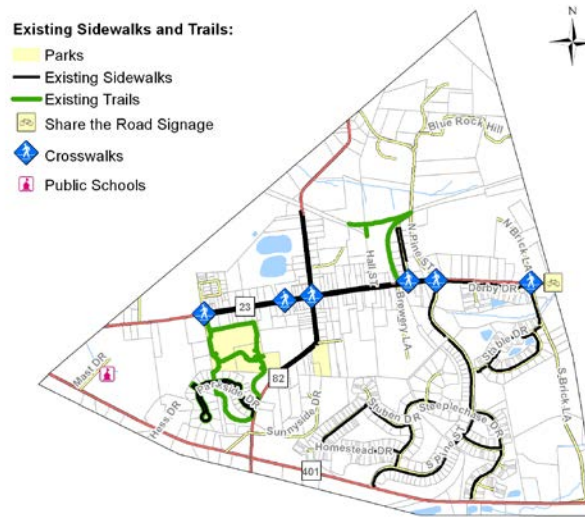 Existing Sidewalks and Trails:
Parks
Existing Sidewalks
Existing Trails
Share the Road Signage
Crosswalks
Public Schools
N
Blue Rock Hill
N Pine ST
N Brick LA
Hall ST
Brewery LA
Derby DR
23
Stable DR
Mast DR
82
Parkside DR
S Brick LA
Hess DR
Sunnyside DR
Stuben DR
Steeplechase DR
S Pine ST
Homestead DR
401